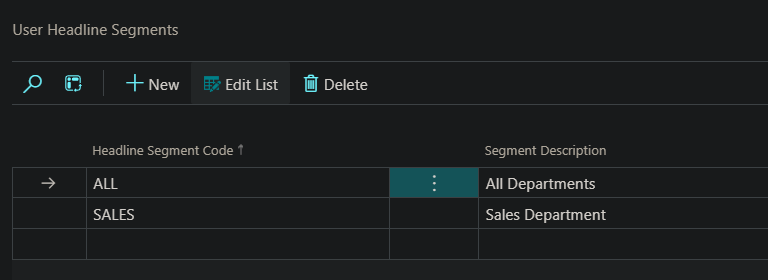 User Headline Segments
New Edit List Delete
Headline Segment Code ↑ Segment Description
ALL All Departments
SALES Sales Department